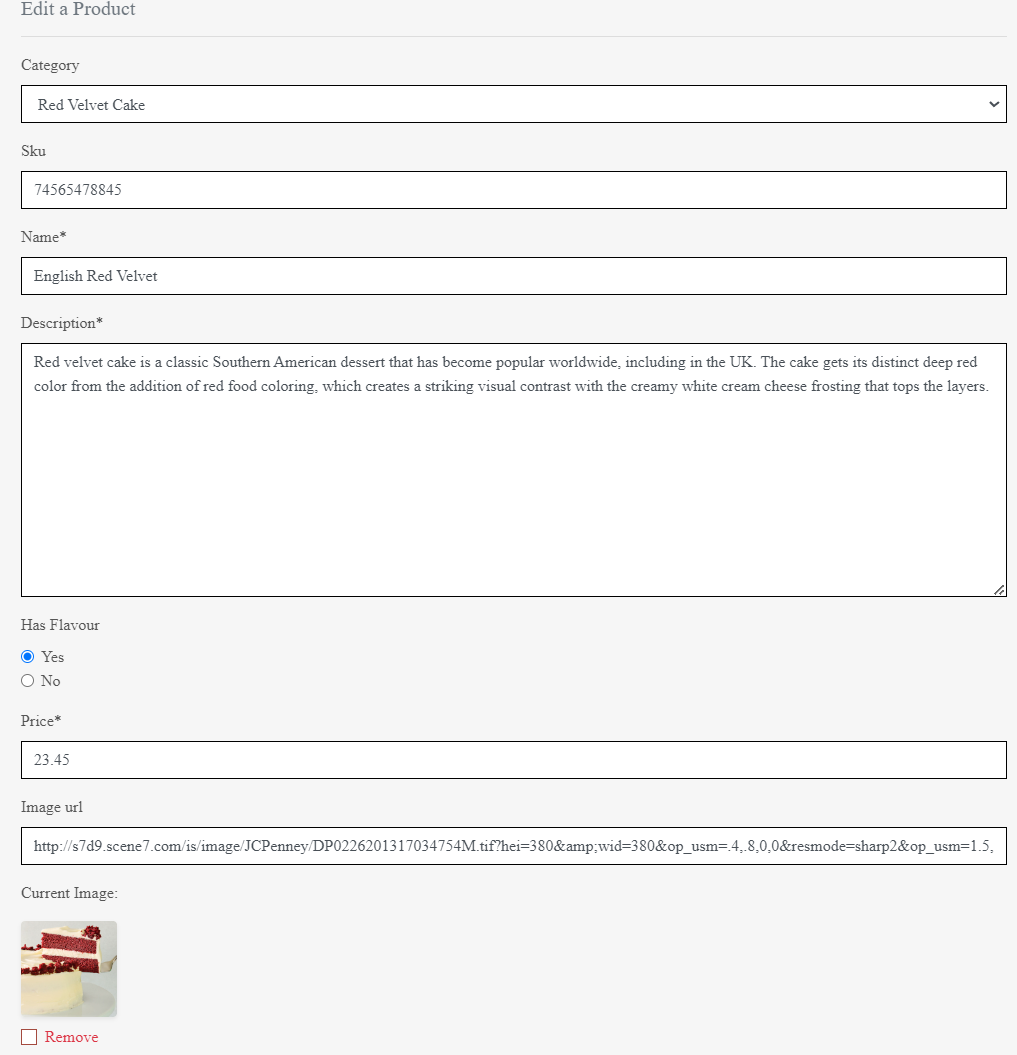 Edit a Product
Category
Red Velvet Cake
Sku
74565478845
Name*
English Red Velvet
Description*
Red velvet cake is a classic Southern American dessert that has become popular worldwide, including in the UK. The cake gets its distinct deep red
color from the addition of red food coloring, which creates a striking visual contrast with the creamy white cream cheese frosting that tops the layers.
Has Flavour
Yes
No
Price*
23.45
Image url
http://s7d9.scene7.com/is/image/JCPenney/DP0226201317034754M.tif?hei=380&amp;wid=380&op_usm=.4,.8,0,0&resmode=sharp2&op_usm=1.5,
Current Image:
Remove